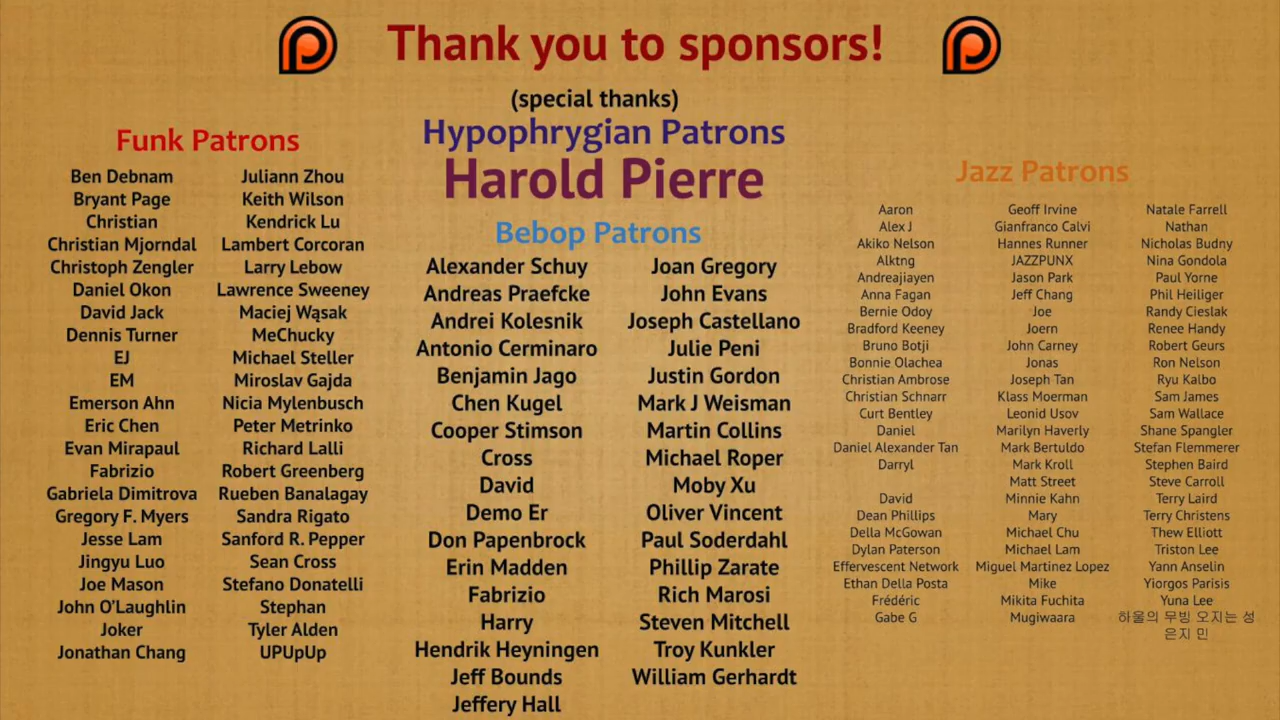 Thank you to sponsors!
(special thanks)
Hypophrygian Patrons
Harold Pierre
Funk Patrons
Ben Debnam
Bryant Page
Christian
Christian Mjorndal
Christoph Zengler
Daniel Okon
David Jack
Dennis Turner
EJ
EM
Emerson Ahn
Eric Chen
Evan Mirapaul
Fabrizio
Gabriela Dimitrova
Gregory F. Myers
Jesse Lam
Jingyu Luo
Joe Mason
John O'Laughlin
Joker
Jonathan Chang
Juliann Zhou
Keith Wilson
Kendrick Lu
Lambert Corcoran
Larry Lebow
Lawrence Sweeney
Maciej Wąsak
MeChucky
Michael Steller
Miroslav Gajda
Nicia Mylenbusch
Peter Metrinko
Richard Lalli
Robert Greenberg
Rueben Banalagay
Sandra Rigato
Sanford R. Pepper
Sean Cross
Stefano Donatelli
Stephan
Tyler Alden
UPUpUp
Bebop Patrons
Alexander Schuy
Andreas Praefcke
Andrei Kolesnik
Antonio Cerminaro
Benjamin Jago
Chen Kugel
Cooper Stimson
Cross
David
Demo Er
Don Papenbrock
Erin Madden
Fabrizio
Harry
Hendrik Heyningen
Jeff Bounds
Jeffery Hall
Joan Gregory
John Evans
Joseph Castellano
Julie Peni
Justin Gordon
Mark J Weisman
Martin Collins
Michael Roper
Moby Xu
Oliver Vincent
Paul Soderdahl
Phillip Zarate
Rich Marosi
Steven Mitchell
Troy Kunkler
William Gerhardt
Jazz Patrons
Aaron
Alex J
Akiko Nelson
Alktng
Andreajiayen
Anna Fagan
Bernie Odoy
Bradford Keeney
Bruno Botji
Bonnie Olachea
Christian Ambrose
Christian Schnarr
Curt Bentley
Daniel
Daniel Alexander Tan
Darryl
David
Dean Phillips
Della McGowan
Dylan Paterson
Effervescent Network
Ethan Della Posta
Frédéric
Gabe G
Geoff Irvine
Gianfranco Calvi
Hannes Runner
JAZZPUNX
Jason Park
Jeff Chang
Joe
Joern
John Carney
Jonas
Joseph Tan
Klass Moerman
Leonid Usov
Marilyn Haverly
Mark Bertuldo
Mark Kroll
Matt Street
Minnie Kahn
Mary
Michael Chu
Michael Lam
Miguel Martinez Lopez
Mike
Mikita Fuchita
Mugiwaara
Natale Farrell
Nathan
Nicholas Budny
Nina Gondola
Paul Yorne
Phil Heiliger
Randy Cieslak
Renee Handy
Robert Geurs
Ron Nelson
Ryu Kalbo
Sam James
Sam Wallace
Shane Spangler
Stefan Flemmerer
Stephen Baird
Steve Carroll
Terry Laird
Terry Christens
Thew Elliott
Triston Lee
Yann Anselin
Yiorgos Parisis
Yuna Lee
하울의 무빙 오지는 성
은지 민